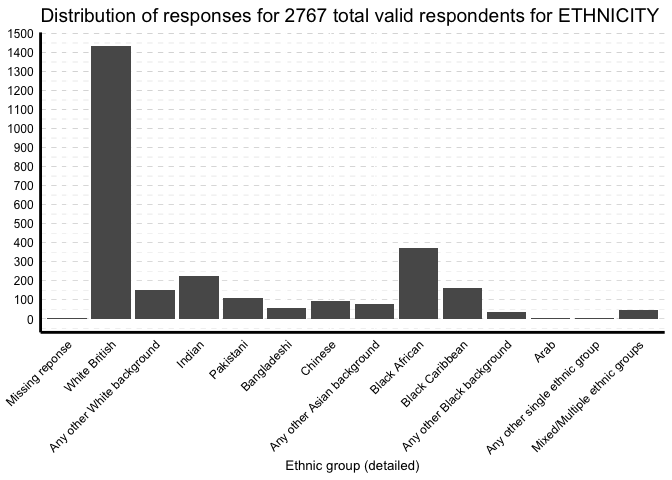 Distribution of responses for 2767 total valid respondents for ETHNICITY
1500
1400
1300
1200
1100
1000
900
800
700
600
500
400
300
200
100
0
Missing reponse
White British
Any other White background
Indian
Pakistani
Bangladeshi
Chinese
Any other Asian background
Black African
Black Caribbean
Any other Black background
Arab
Any other single ethnic group
Mixed/Multiple ethnic groups
Ethnic group (detailed)